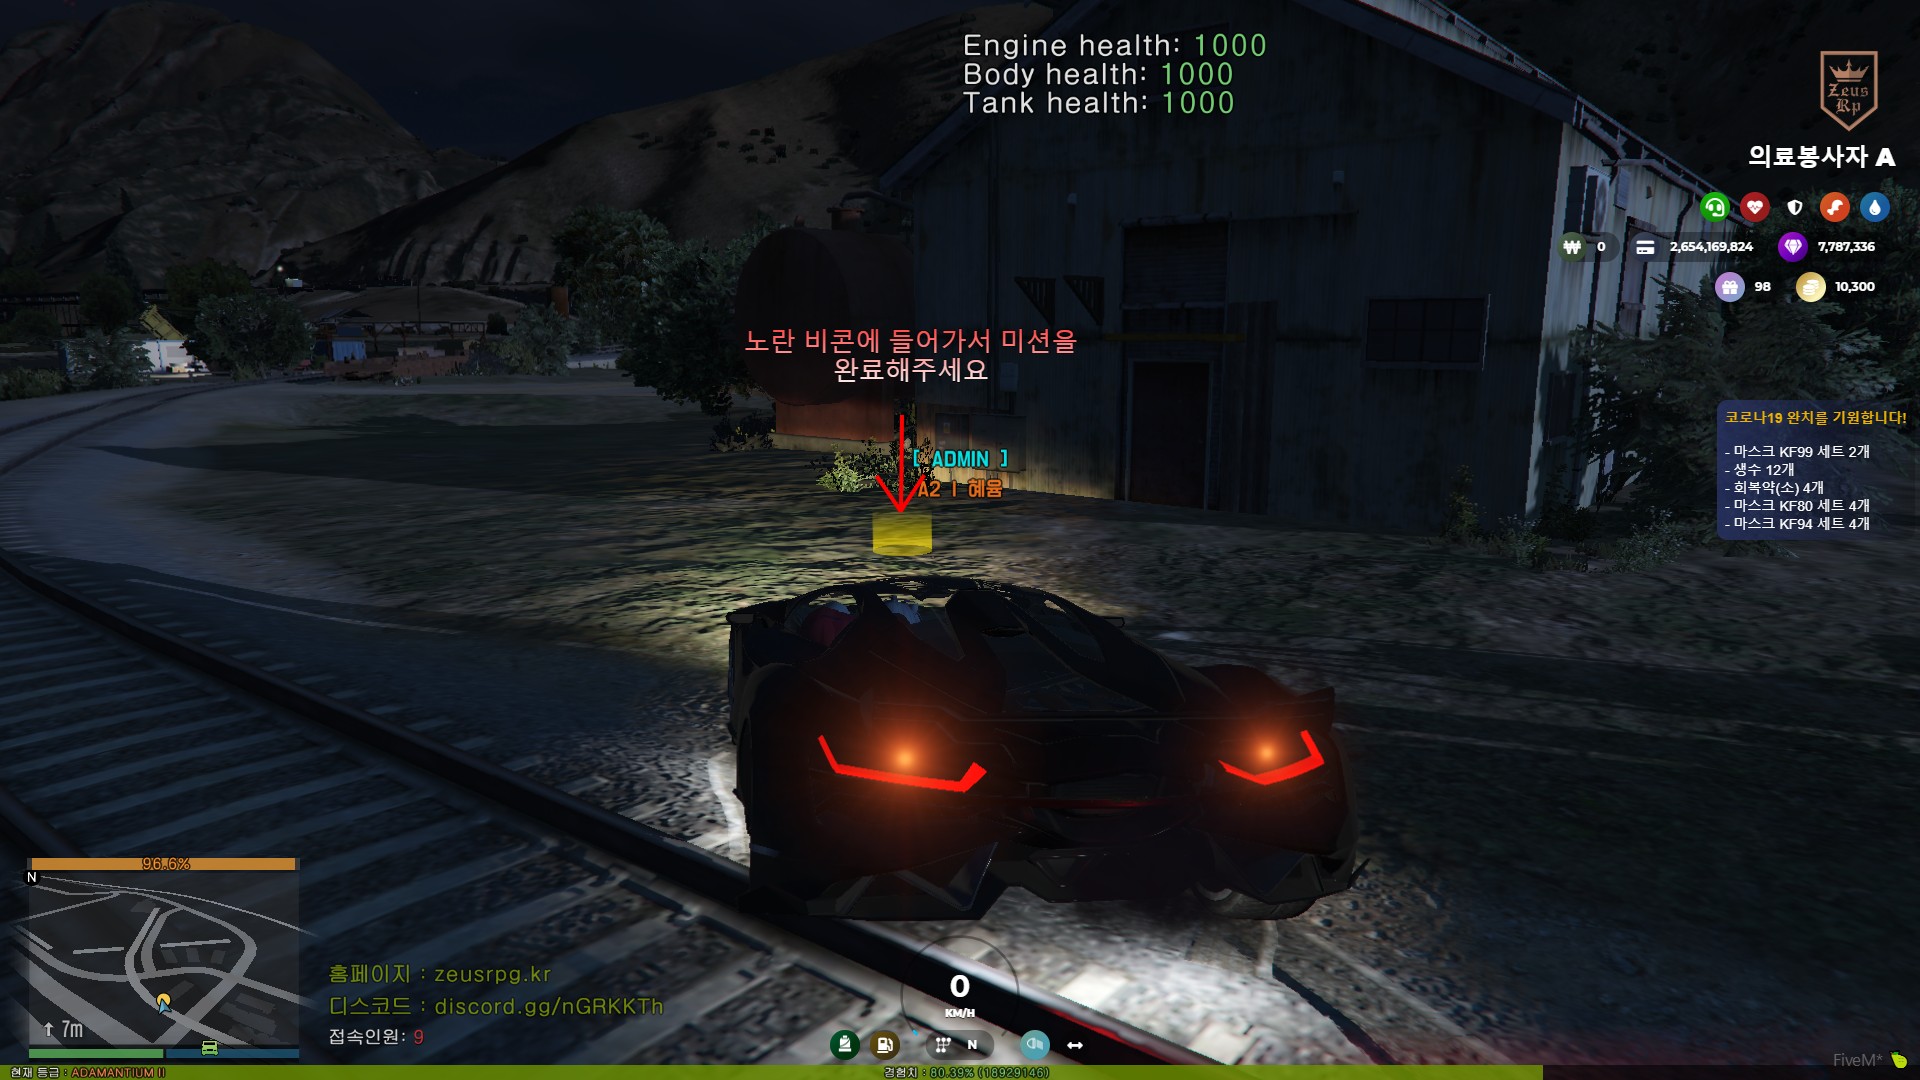 Engine health: 1000
Body health: 1000
Tank health: 1000
Zeus
Rp
의료봉사자 A
0
2,654,169,824
7,787,336
98
10,300
노란 비콘에 들어가서 미션을
완료해주세요
[ ADMIN ]
A2 | 혜윰
코로나19 완치를 기원합니다!
- 마스크 KF99 세트 2개
- 생수 12개
- 회복약(소) 4개
- 마스크 KF80 세트 4개
- 마스크 KF94 세트 4개
96.6%
N
7m
홈페이지 : zeusrpg.kr
디스코드 : discord.gg/nGRKKTh
접속인원: 9
0
KM/H
N
현재 등급 : ADAMANTIUM II
경험치 : 80.39% (18929146)
FiveM*